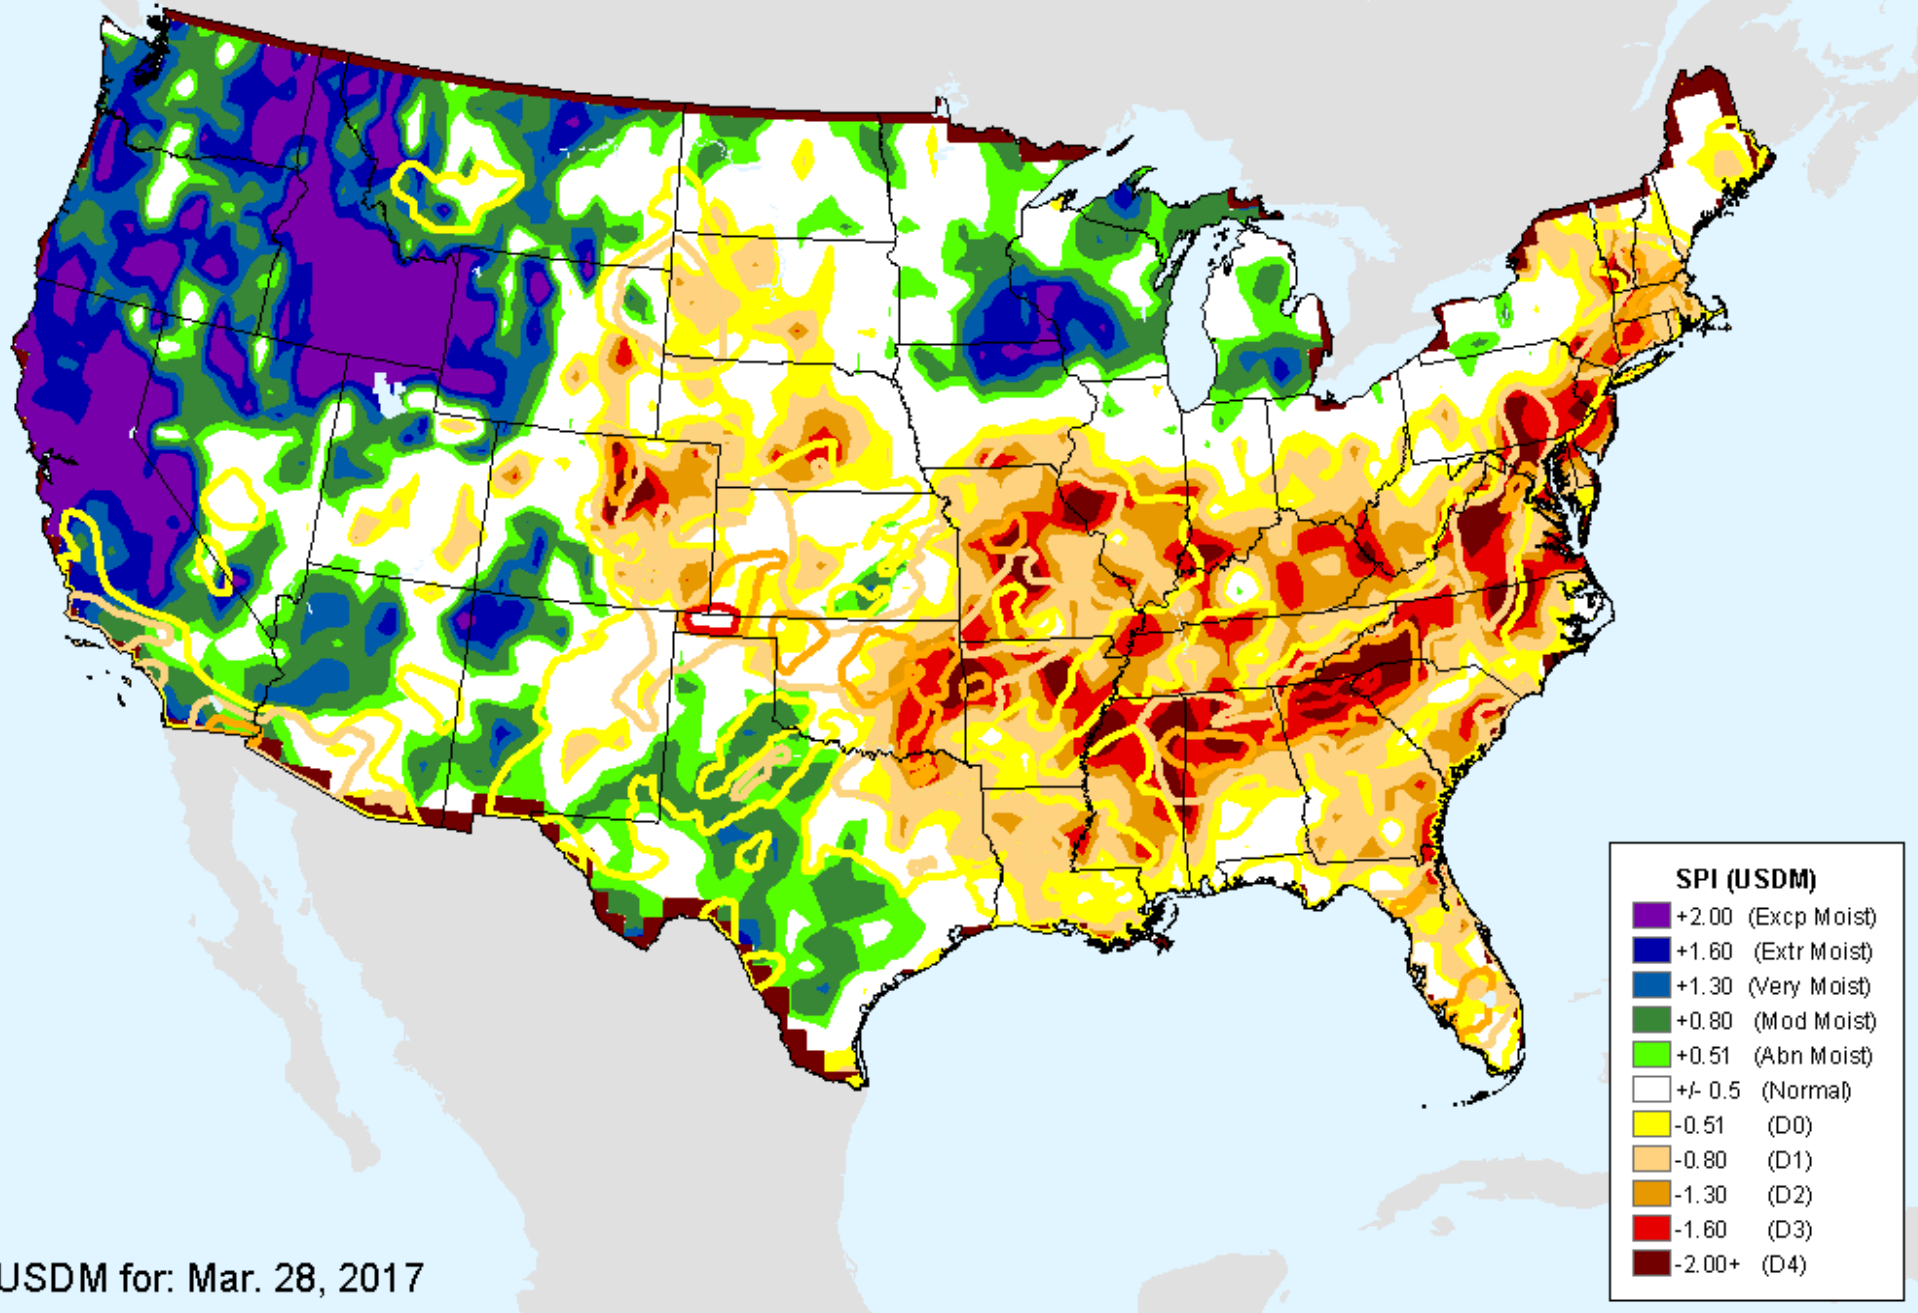 SPI (USDM)
+2.00 (Excp Moist)
+1.60 (Extr Moist)
+1.30 (Very Moist)
+0.80 (Mod Moist)
+0.51 (Abn Moist)
+/- 0.5 (Normal)
-0.51 (D0)
-0.80 (D1)
-1.30 (D2)
-1.60 (D3)
-2.00+ (D4)
USDM for: Mar. 28, 2017